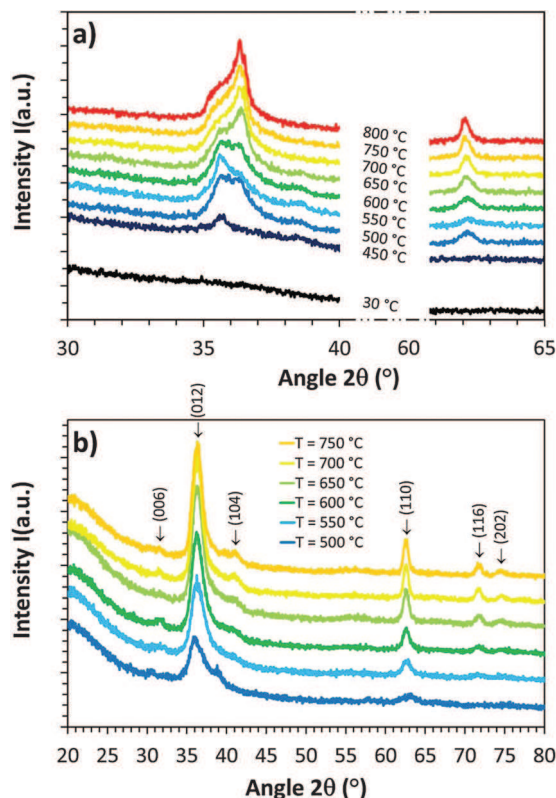 a)
Intensity I(a.u.)
800 °C
750 °C
700 °C
650 °C
600 °C
550 °C
500 °C
450 °C
30 °C
30 35 40 60 65
Angle 2θ (°)
b)
Intensity I(a.u.)
(006)
(012)
(104)
(110)
(116)
(202)
T = 750 °C
T = 700 °C
T = 650 °C
T = 600 °C
T = 550 °C
T = 500 °C
20 25 30 35 40 45 50 55 60 65 70 75 80
Angle 2θ (°)